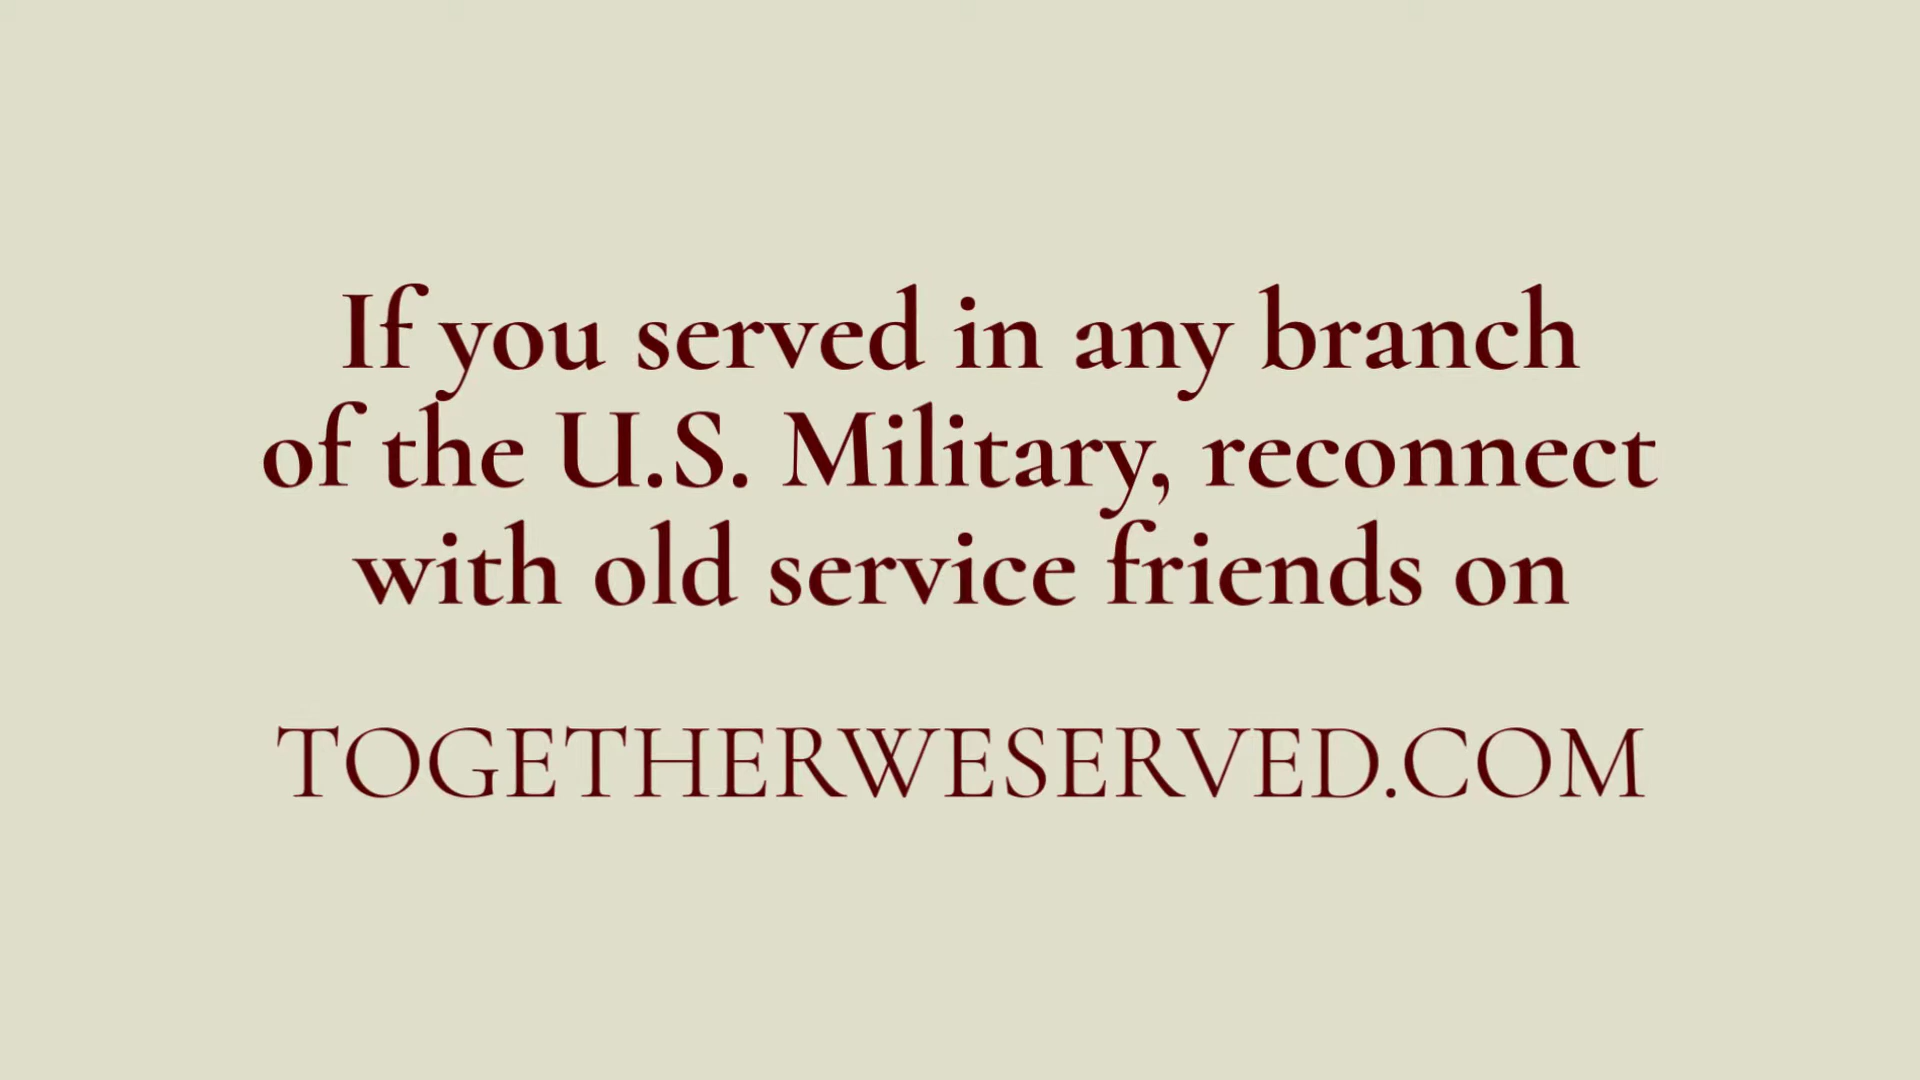 If you served in any branch
of the U.S. Military, reconnect
with old service friends on
TOGETHERWESERVED.COM